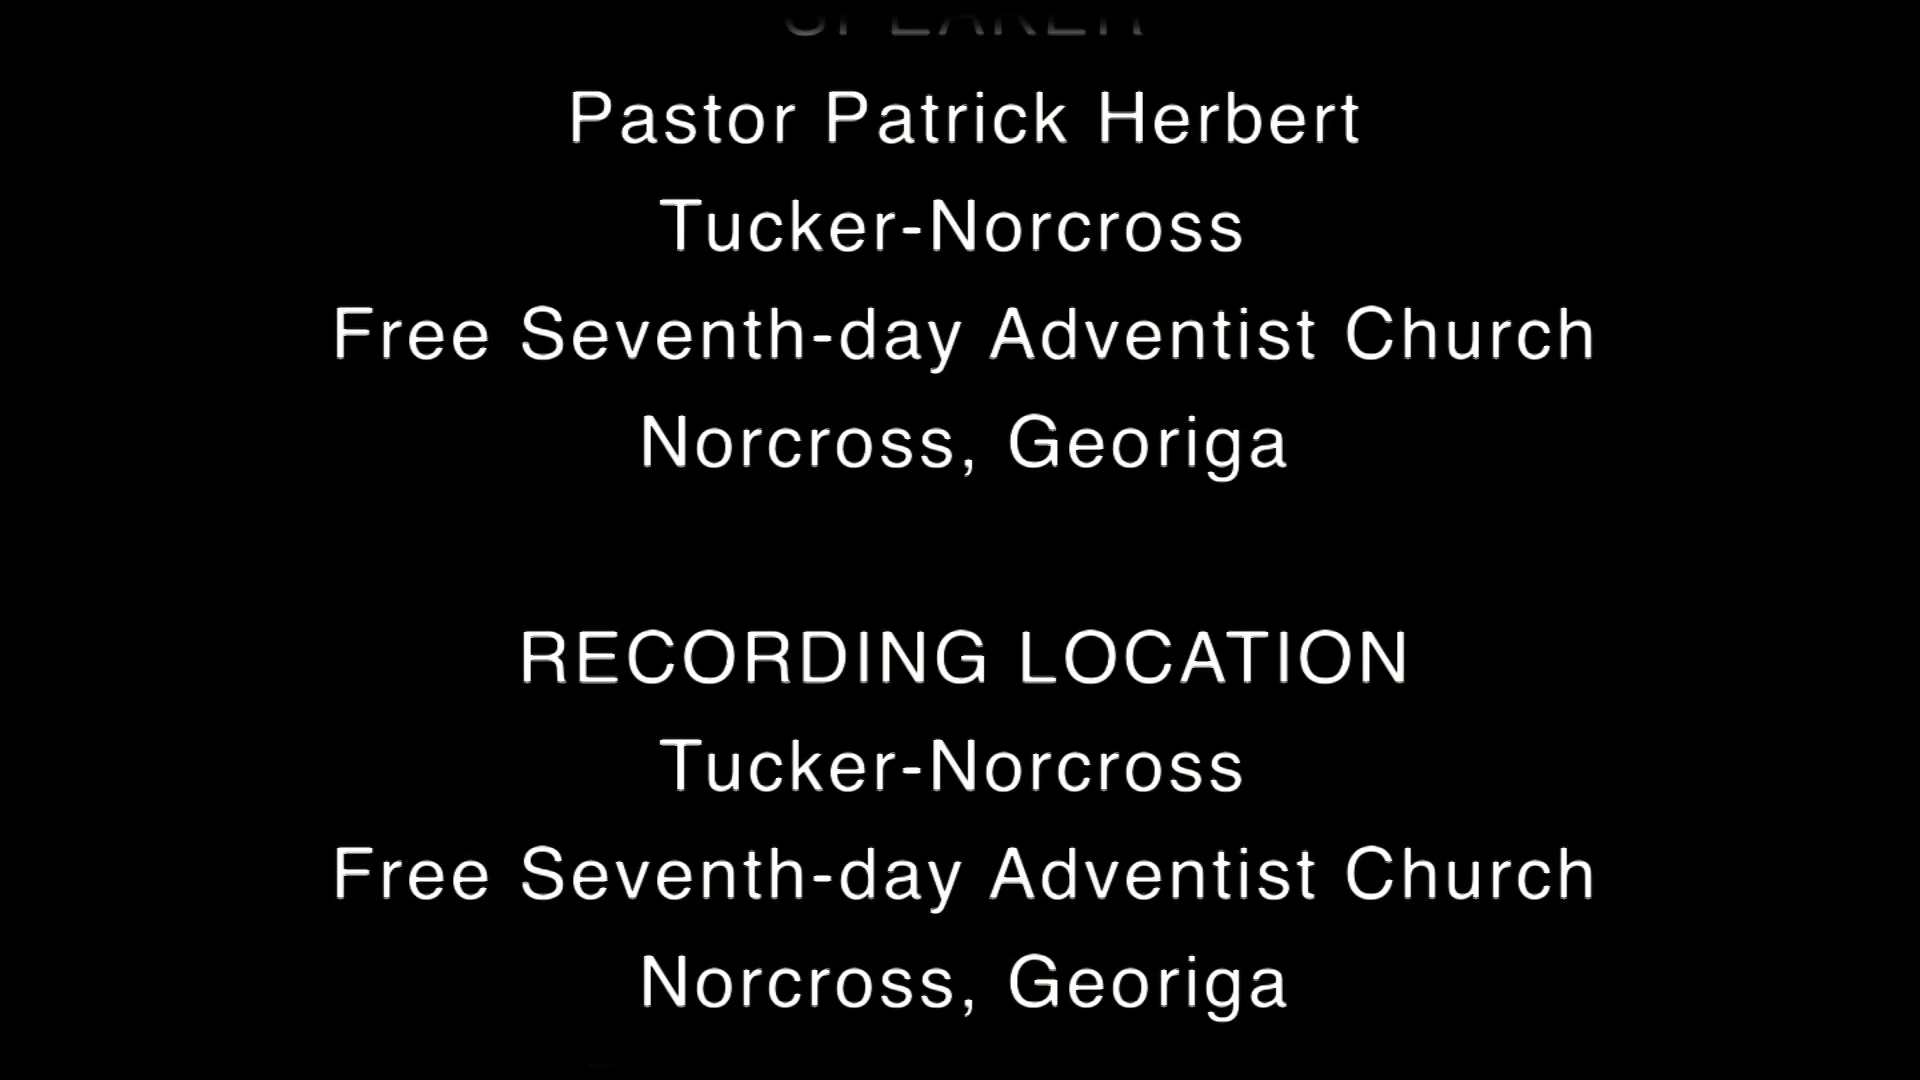 SPEAKER
Pastor Patrick Herbert
Tucker-Norcross
Free Seventh-day Adventist Church
Norcross, Georiga
RECORDING LOCATION
Tucker-Norcross
Free Seventh-day Adventist Church
Norcross, Georiga